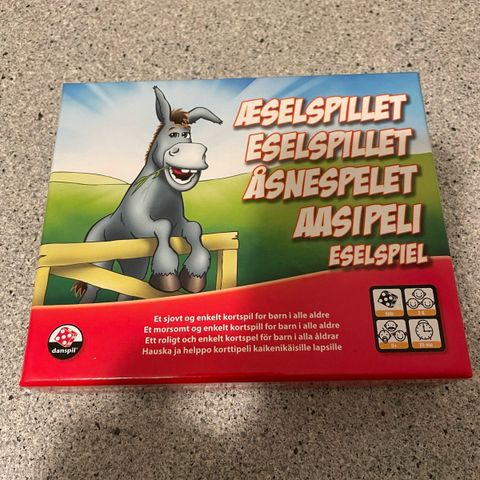 ÆSELSPILLET
ESELSPILLET
ÅSNESPELET
AASIPELI
ESELSPIEL
Et sjovt og enkelt kortspil for børn i alle aldre
Et morsomt og enkelt kortspill for barn i alle aldre
Ett roligt och enkelt kortspel för barn i alla åldrar
Hauska ja helppo korttipeli kaikenikäisille lapsille
danspil